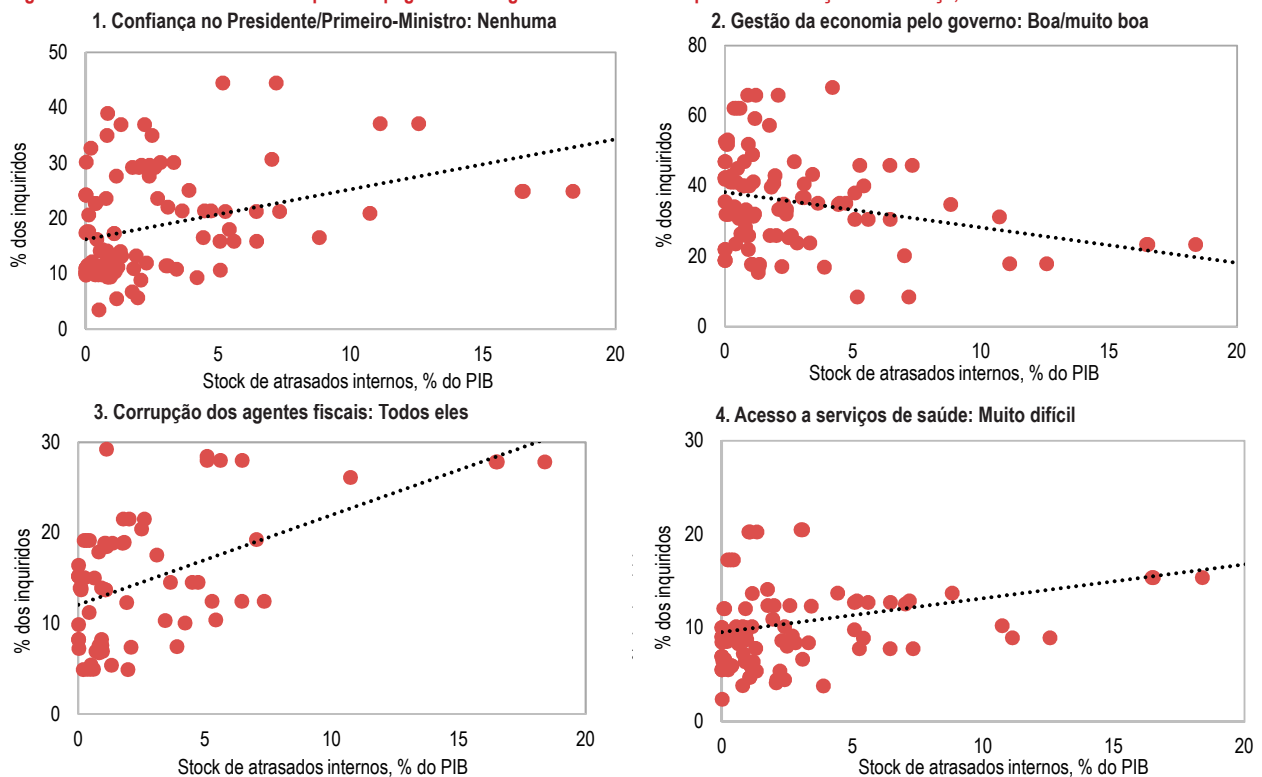 1. Confiança no Presidente/Primeiro-Ministro: Nenhuma
50
40
30
20
10
0
% dos inquiridos
0 5 10 15 20
Stock de atrasados internos, % do PIB
2. Gestão da economia pelo governo: Boa/muito boa
80
60
40
20
0
% dos inquiridos
0 5 10 15 20
Stock de atrasados internos, % do PIB
3. Corrupção dos agentes fiscais: Todos eles
30
20
10
0
% dos inquiridos
0 5 10 15 20
Stock de atrasados internos, % do PIB
4. Acesso a serviços de saúde: Muito difícil
30
20
10
0
% dos inquiridos
0 5 10 15 20
Stock de atrasados internos, % do PIB